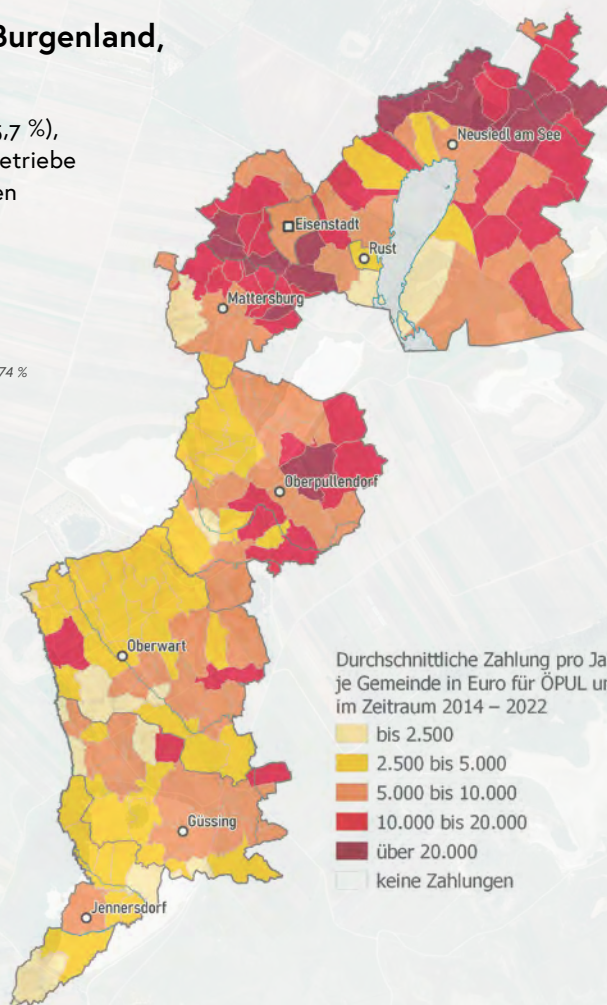 Burgenland,
5,7 %),
etriebe
en
74 %
Neusiedl am See
Eisenstadt
Rust
Mattersburg
Oberpullendorf
Oberwart
Güssing
Jennersdorf
Durchschnittliche Zahlung pro Ja
je Gemeinde in Euro für ÖPUL un
im Zeitraum 2014 – 2022
bis 2.500
2.500 bis 5.000
5.000 bis 10.000
10.000 bis 20.000
über 20.000
keine Zahlungen